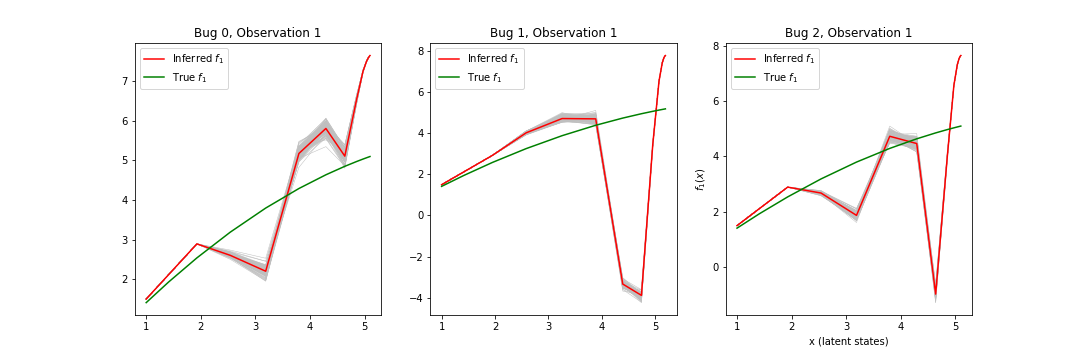 Bug 0, Observation 1
Inferred f₁
True f₁
7
6
5
4
3
2
1 2 3 4 5
Bug 1, Observation 1
Inferred f₁
True f₁
8
6
4
2
0
−2
−4
1 2 3 4 5
Bug 2, Observation 1
Inferred f₁
True f₁
f₁(x)
8
6
4
2
0
1 2 3 4 5
x (latent states)